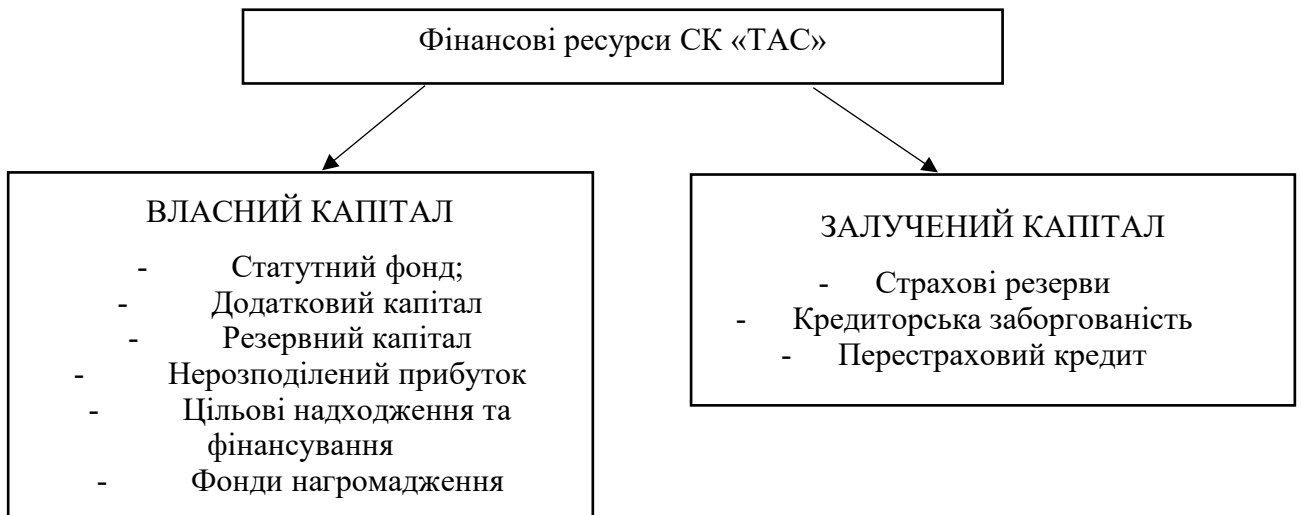 Фінансові ресурси СК «ТАС»
ВЛАСНИЙ КАПІТАЛ
- Статутний фонд;
- Додатковий капітал
- Резервний капітал
- Нерозподілений прибуток
- Цільові надходження та
фінансування
- Фонди нагромадження
ЗАЛУЧЕНИЙ КАПІТАЛ
- Страхові резерви
- Кредиторська заборгованість
- Перестраховий кредит